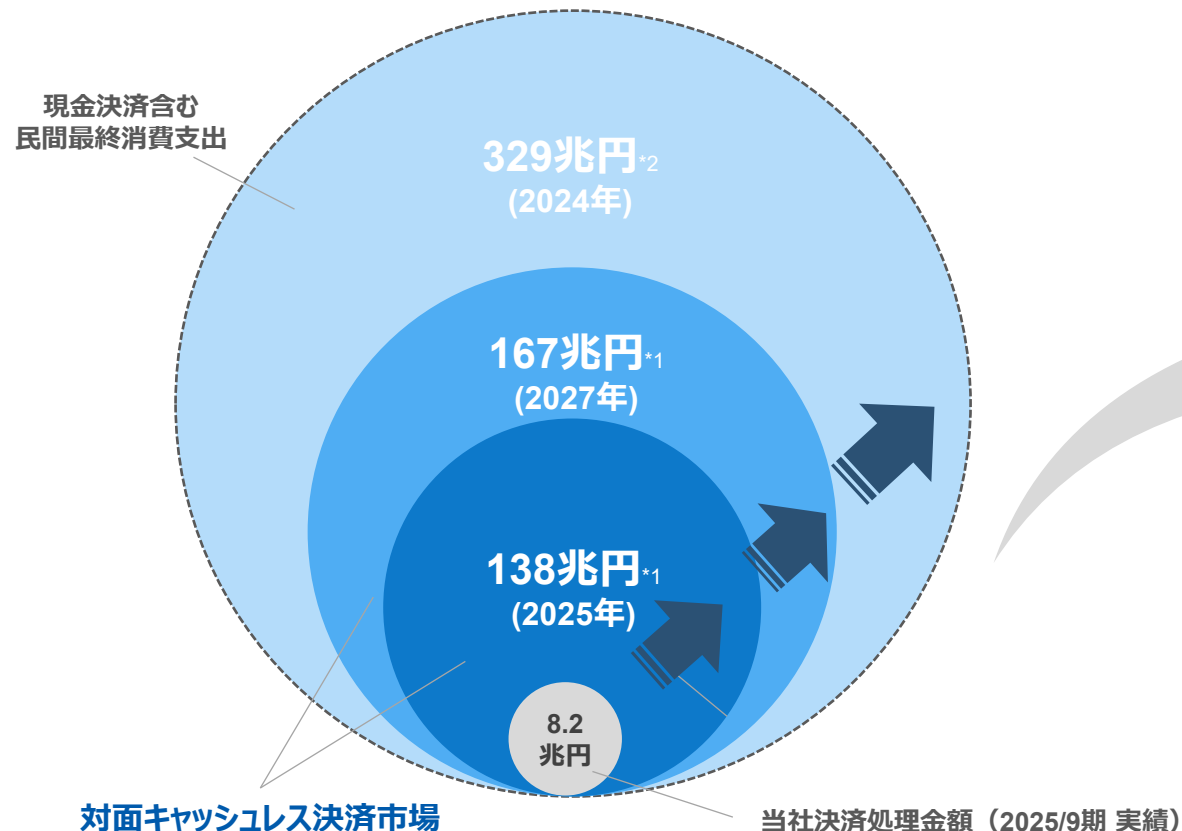 現金決済含む
民間最終消費支出
329兆円*2
(2024年)
167兆円*1
(2027年)
138兆円*1
(2025年)
8.2
兆円
対面キャッシュレス決済市場
当社決済処理金額（2025/9期 実績）